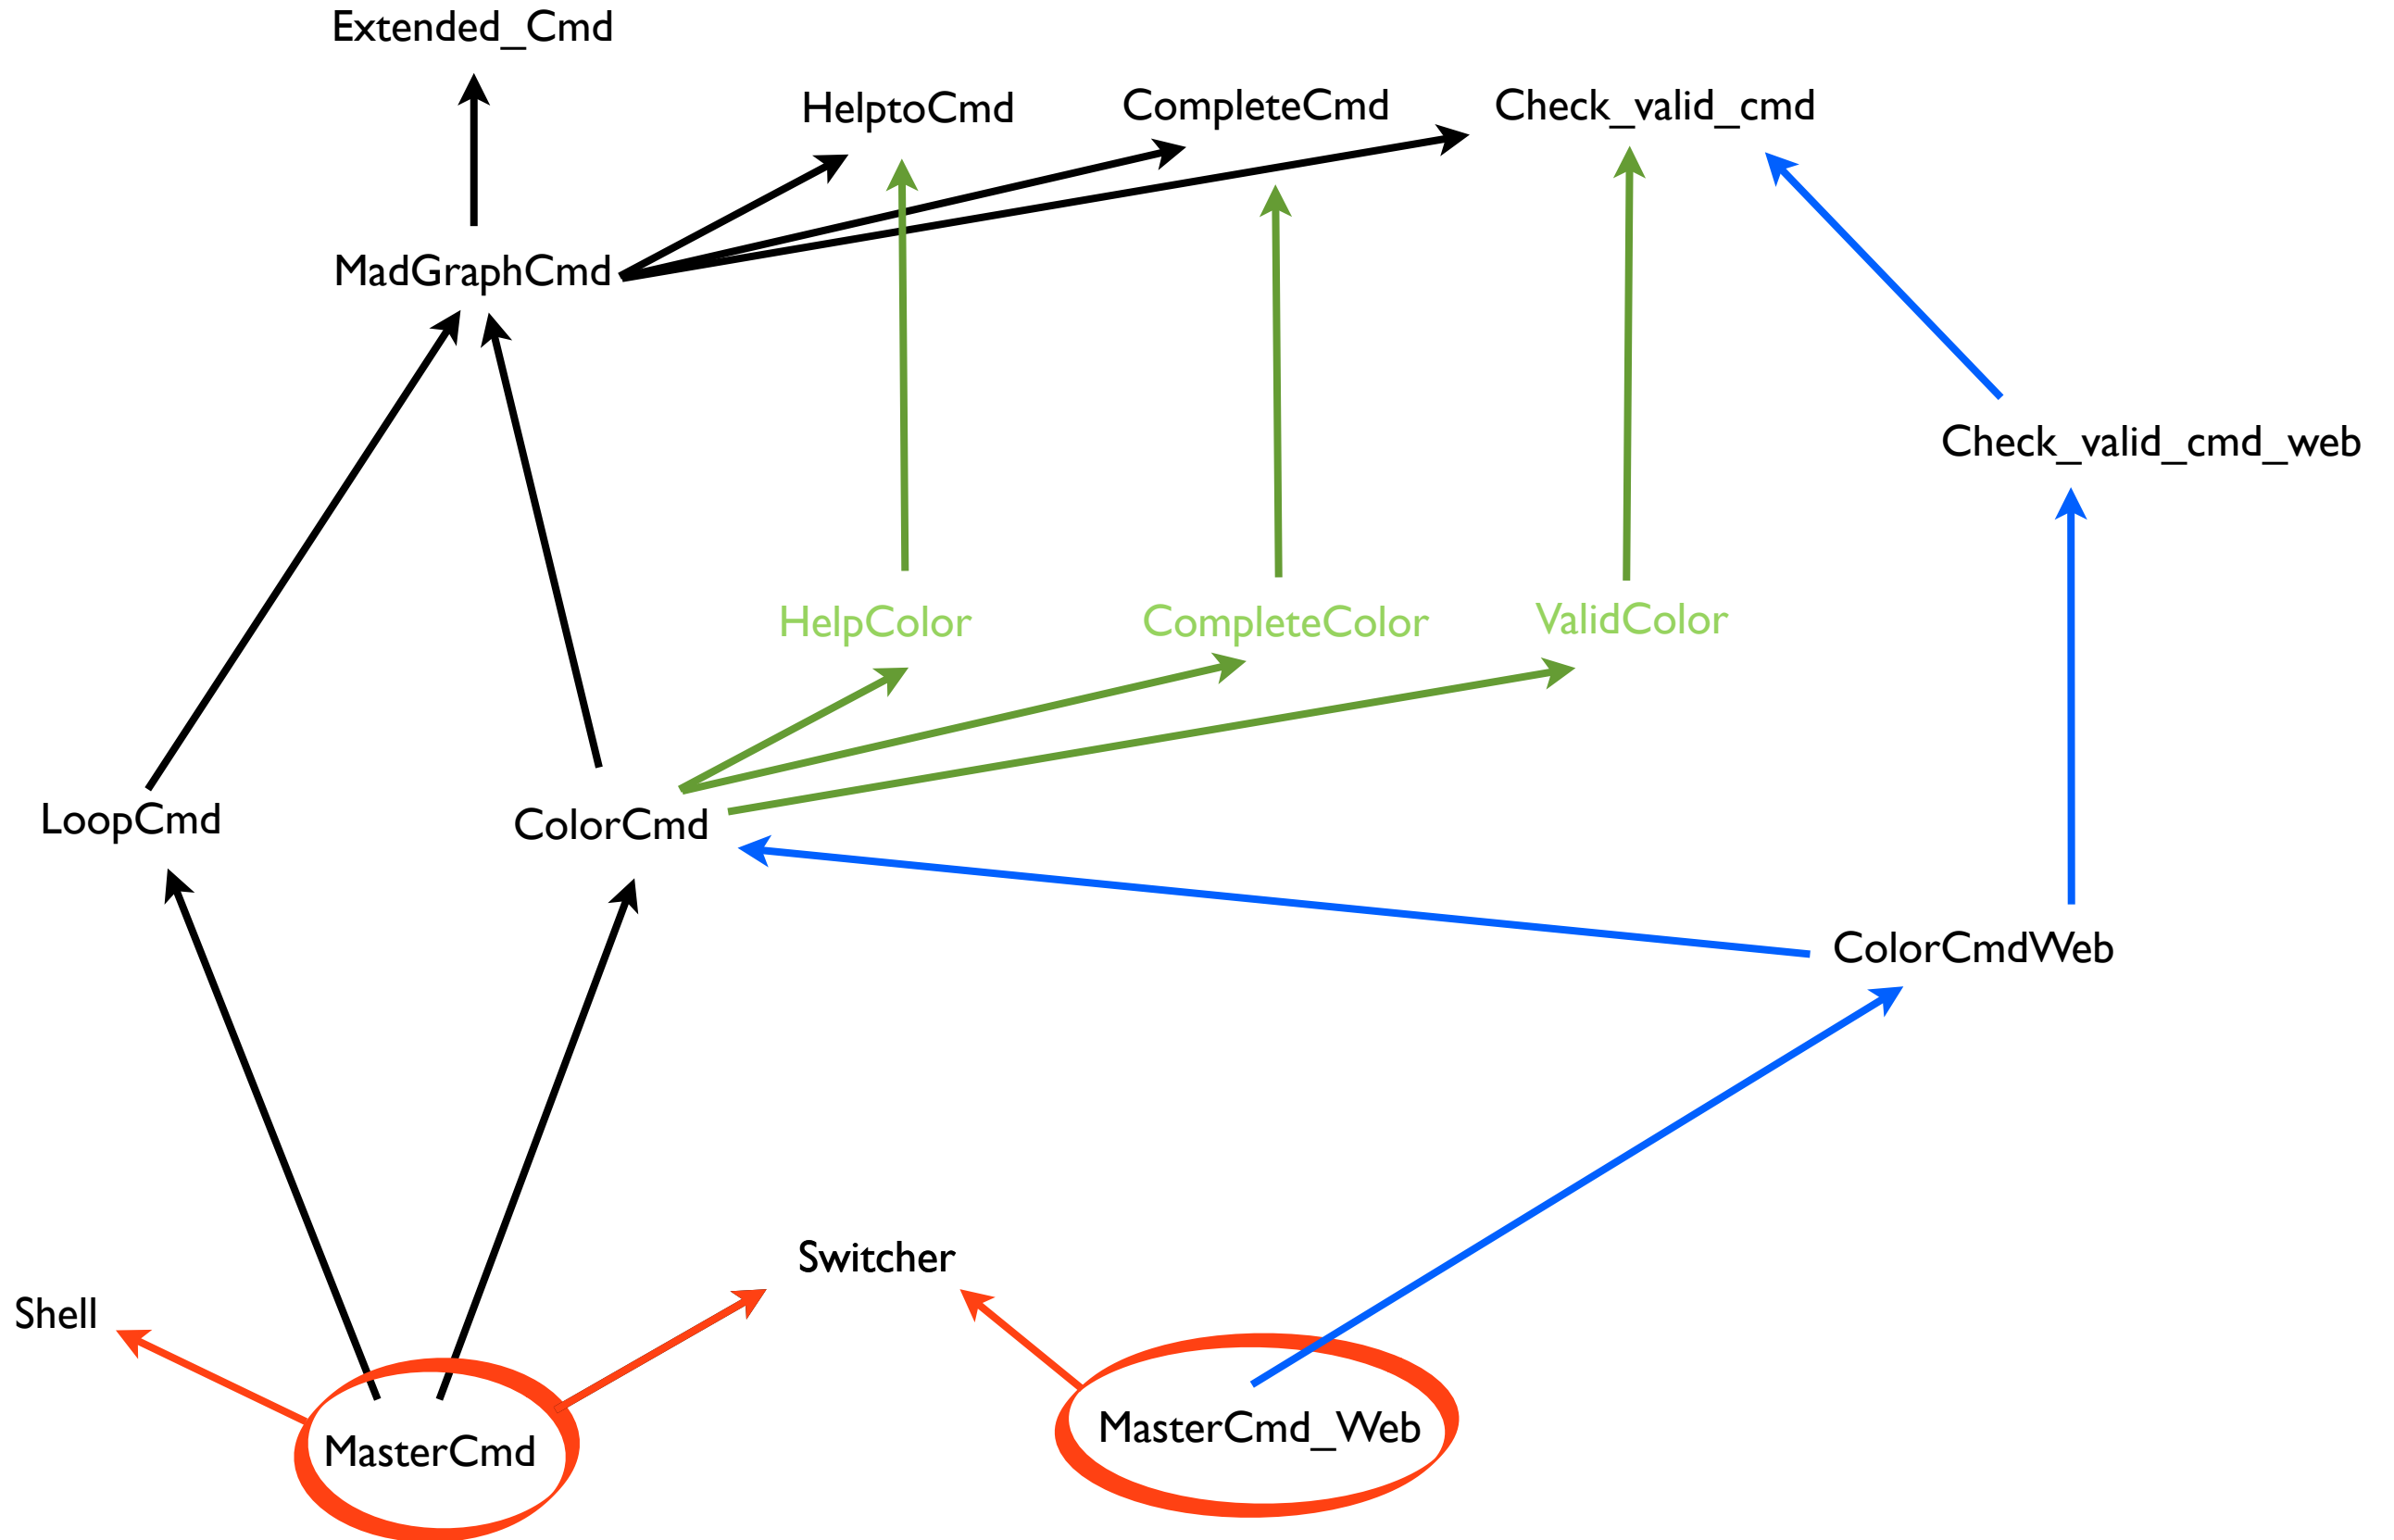 Extended_Cmd
HelptoCmd
CompleteCmd
Check_valid_cmd
MadGraphCmd
Check_valid_cmd_web
HelpColor
CompleteColor
ValidColor
LoopCmd
ColorCmd
ColorCmdWeb
Switcher
Shell
MasterCmd
MasterCmd_Web